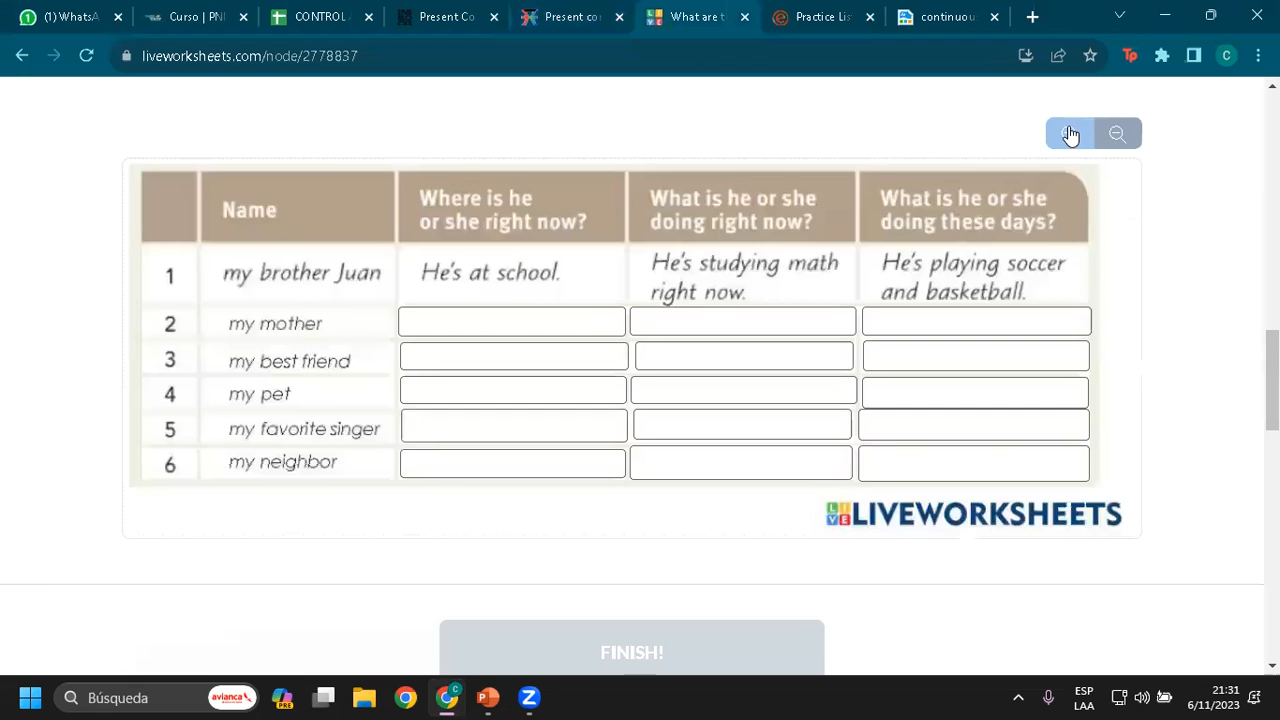 (1) WhatsA
Curso | PNI
CONTROL
Present Co
Present co
What are t
Practice Lis
continuou
liveworksheets.com/node/2778837
Name
Where is he or she right now?
What is he or she doing right now?
What is he or she doing these days?
1 my brother Juan He's at school. He's studying math right now. He's playing soccer and basketball.
2 my mother
3 my best friend
4 my pet
5 my favorite singer
6 my neighbor
LIVEWORKSHEETS
FINISH!
Búsqueda
avianca
PRE
ESP
LAA
21:31
6/11/2023